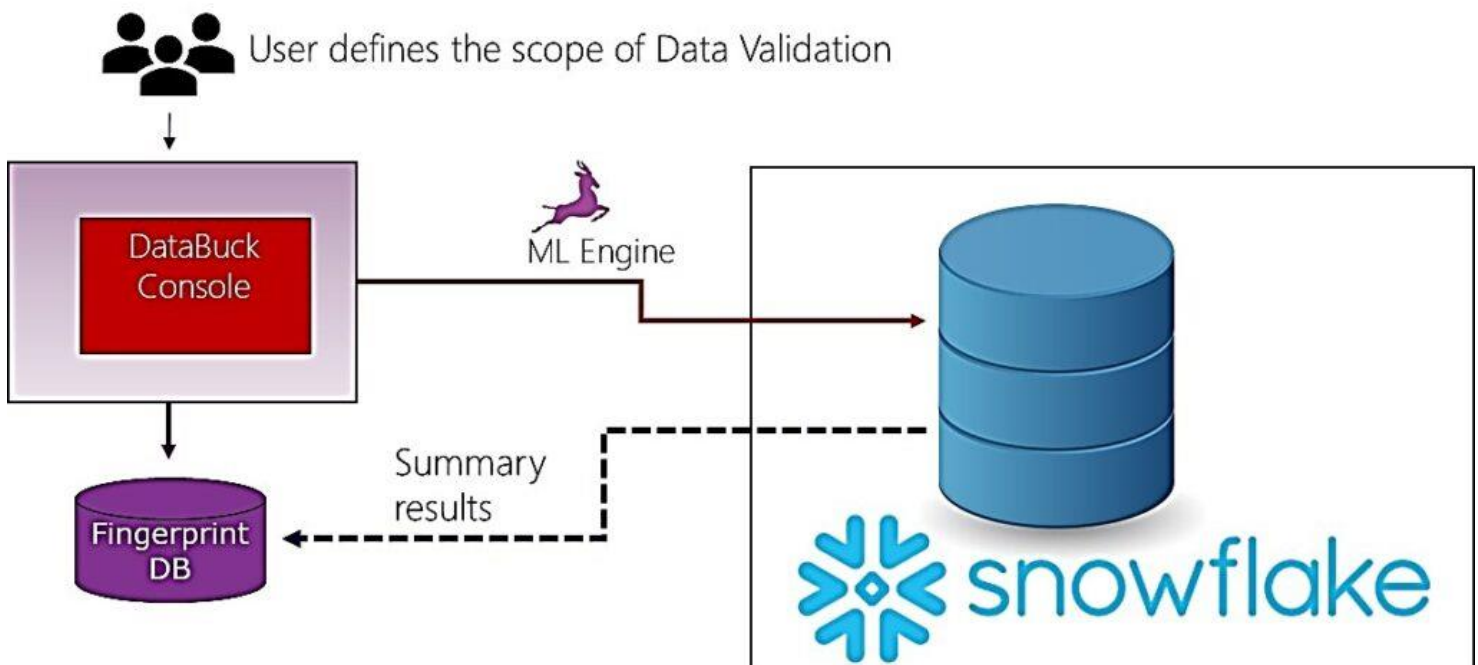 User defines the scope of Data Validation
DataBuck
Console
ML Engine
Summary
results
Fingerprint
DB
snowflake